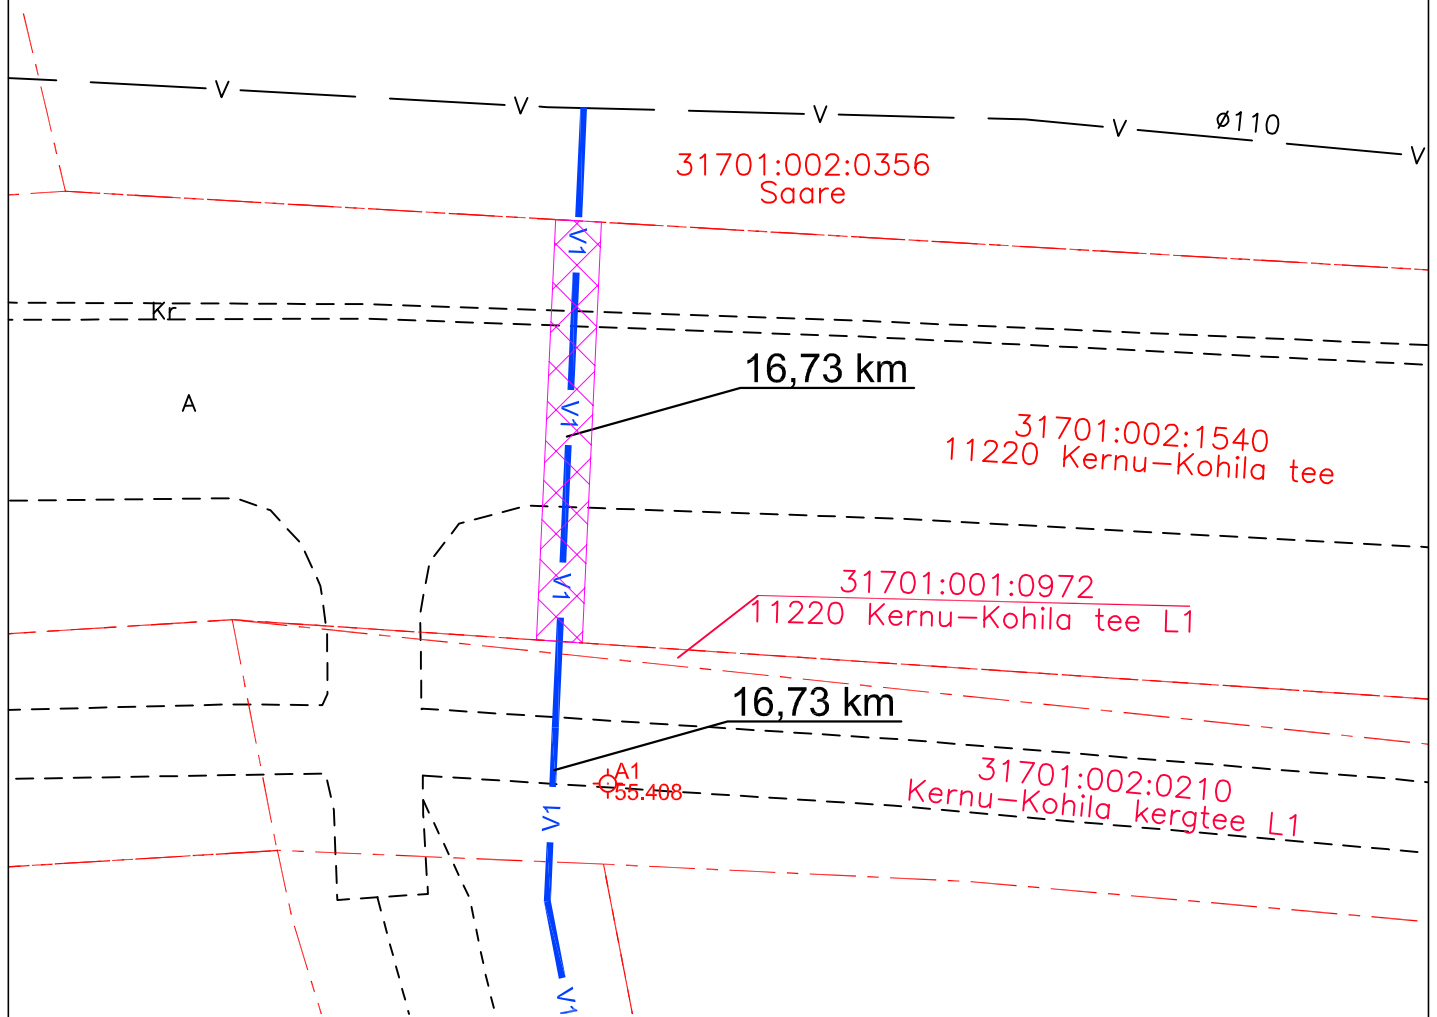 V
V
V
V
V
ø110
31701:002:0356
Saare
V1
Kr
16,73 km
A
V1
31701:002:1540
11220 Kernu-Kohila tee
V1
31701:001:0972
11220 Kernu-Kohila tee L1
16,73 km
A1
55.408
31701:002:0210
Kernu-Kohila kergtee L1
V1
V1